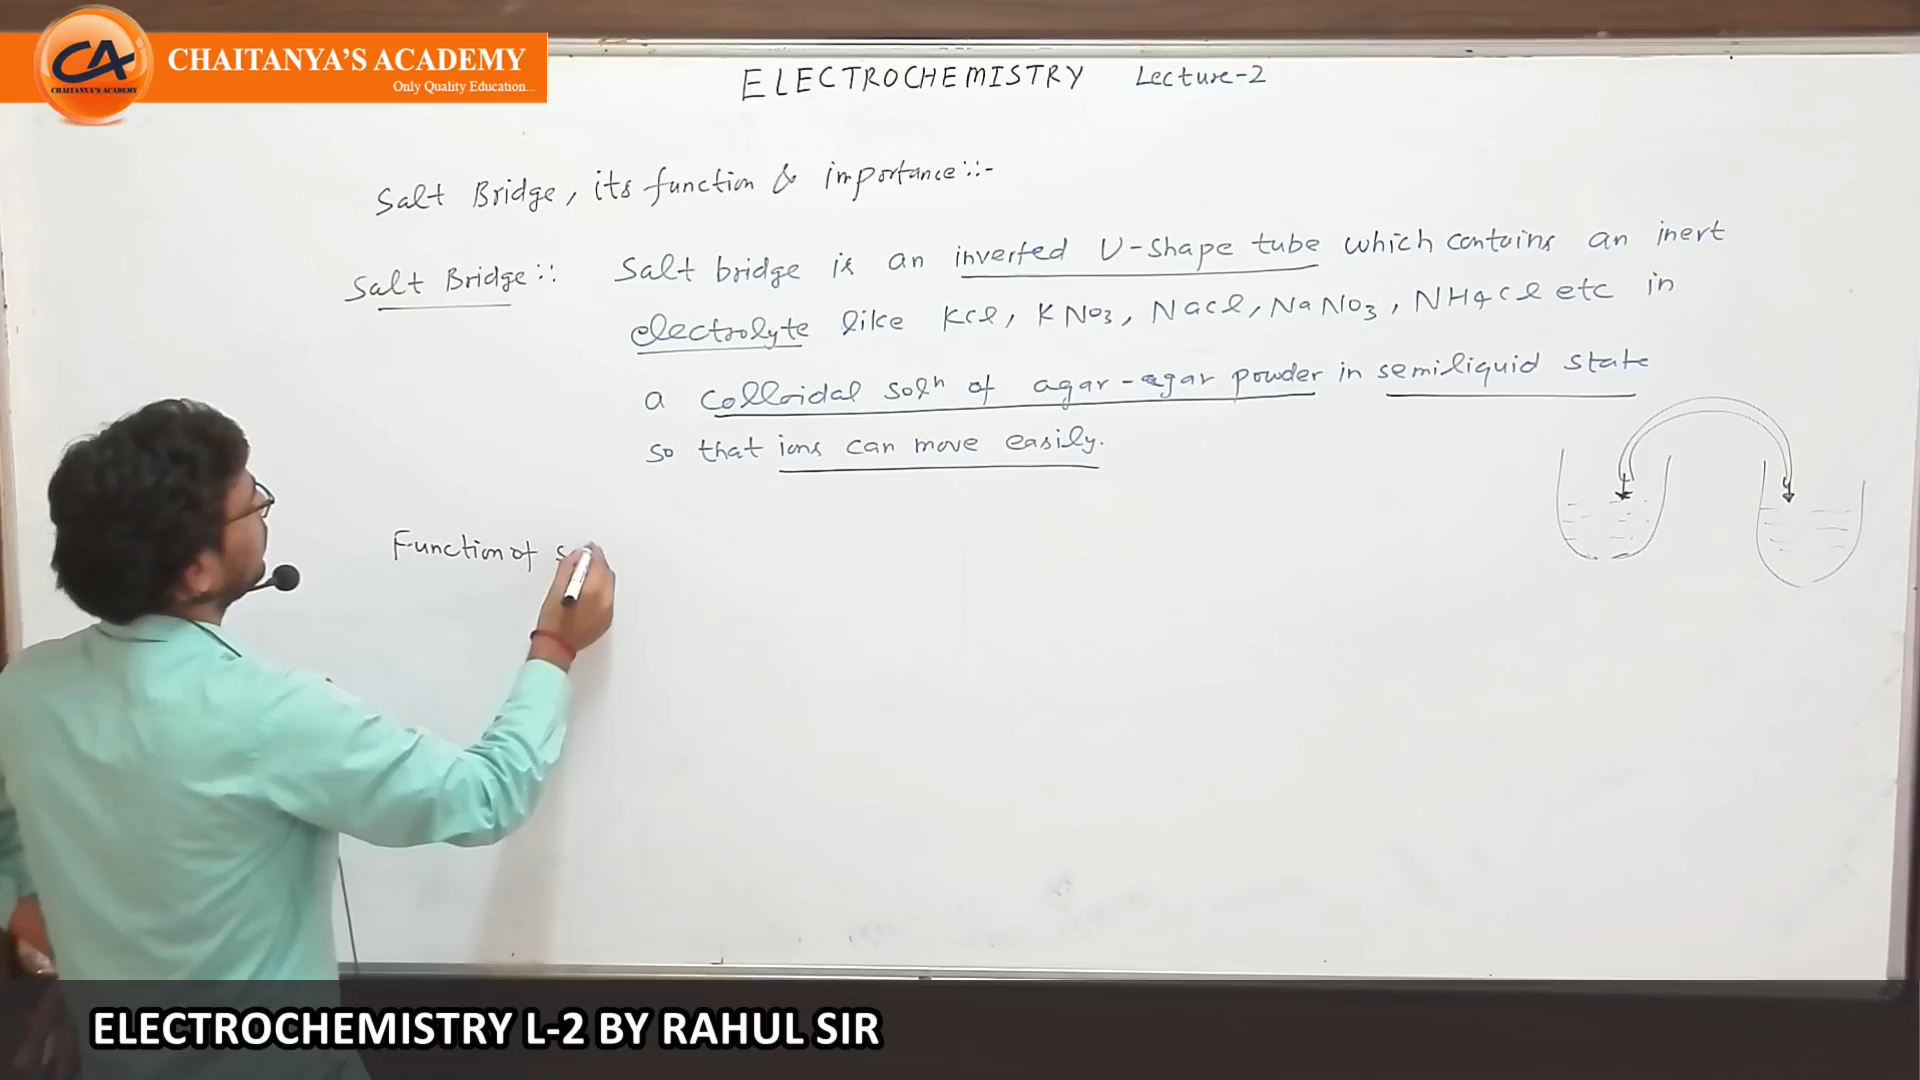 CHAITANYA'S ACADEMY
Only Quality Education...
CA
CHAITANYA'S ACADEMY
ELECTROCHEMISTRY Lecture-2
Salt Bridge, its function & importance::-
Salt Bridge:: Salt bridge is an inverted U-shape tube which contains an inert
electrolyte like KCl, KNO3, NaCl, NaNO3, NH4Cl etc in
a colloidal solⁿ of agar-agar powder in semiliquid state
so that ions can move easily.
Function of S
ELECTROCHEMISTRY L-2 BY RAHUL SIR